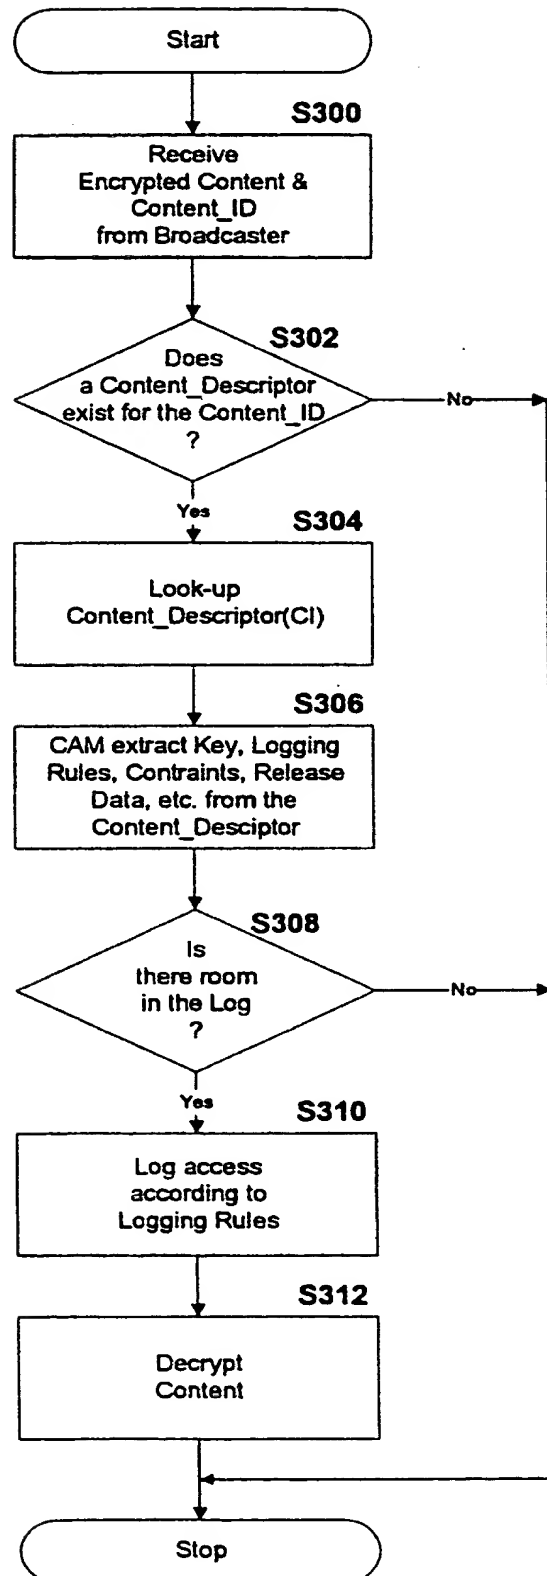 Start
S300
Receive
Encrypted Content &
Content_ID
from Broadcaster
S302
Does
a Content_Descriptor
exist for the Content_ID
?
No
Yes
S304
Look-up
Content_Descriptor(CI)
S306
CAM extract Key, Logging
Rules, Contraints, Release
Data, etc. from the
Content_Desciptor
S308
Is
there room
in the Log
?
No
Yes
S310
Log access
according to
Logging Rules
S312
Decrypt
Content
Stop